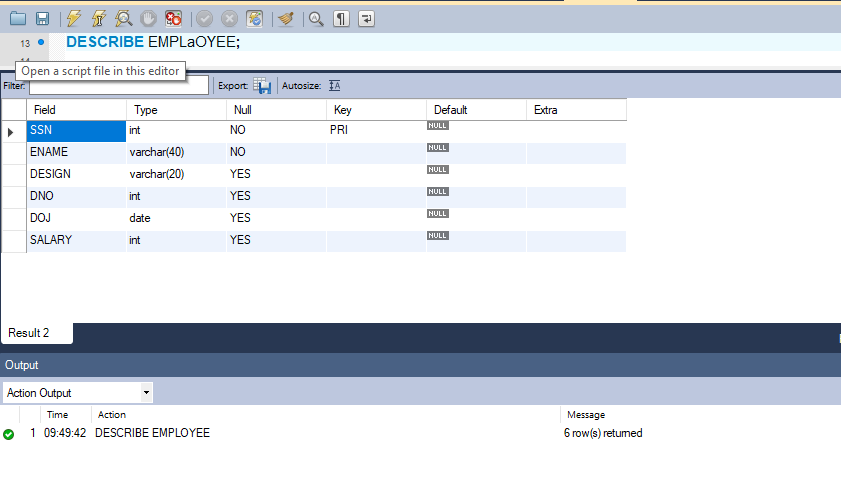 13 DESCRIBE EMPLaOYEE;
Open a script file in this editor
Filter: Export: Autosize:
Field Type Null Key Default Extra
SSN int NO PRI NULL
ENAME varchar(40) NO NULL
DESIGN varchar(20) YES NULL
DNO int YES NULL
DOJ date YES NULL
SALARY int YES NULL
Result 2
Output
Action Output
Time Action Message
1 09:49:42 DESCRIBE EMPLOYEE 6 row(s) returned